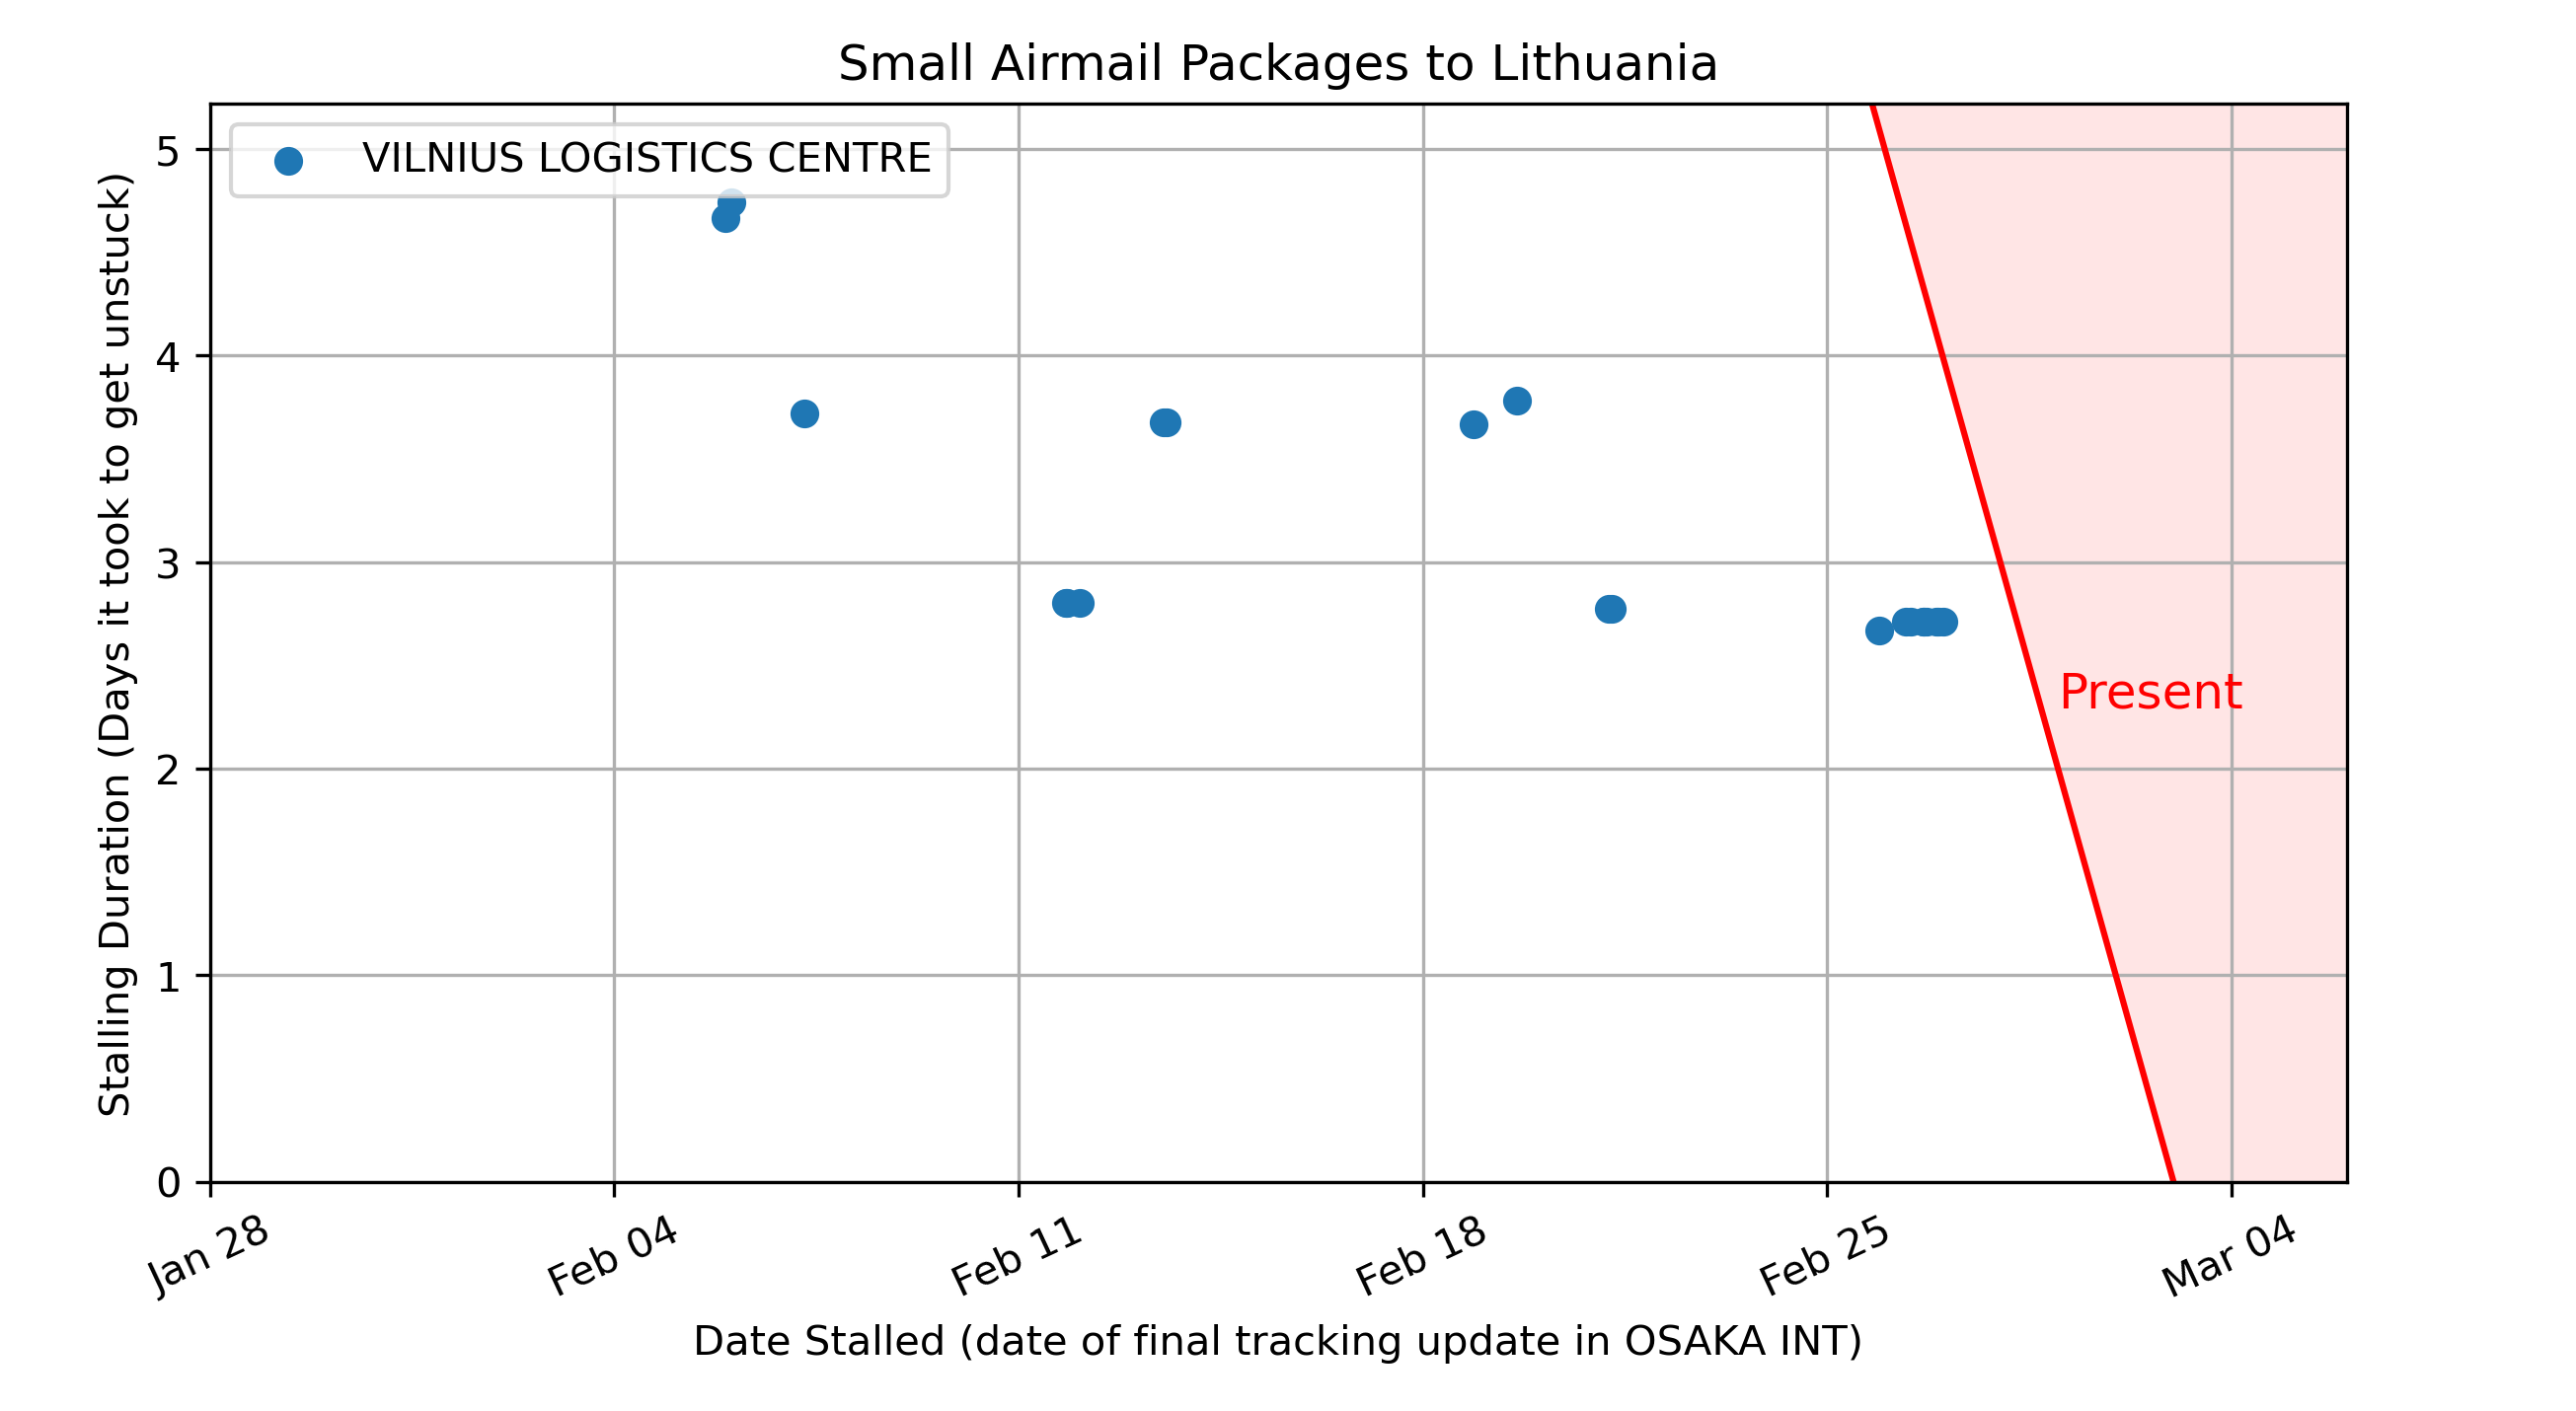 Small Airmail Packages to Lithuania
VILNIUS LOGISTICS CENTRE
Stalling Duration (Days it took to get unstuck)
5
4
3
2
1
0
Present
Jan 28
Feb 04
Feb 11
Feb 18
Feb 25
Mar 04
Date Stalled (date of final tracking update in OSAKA INT)